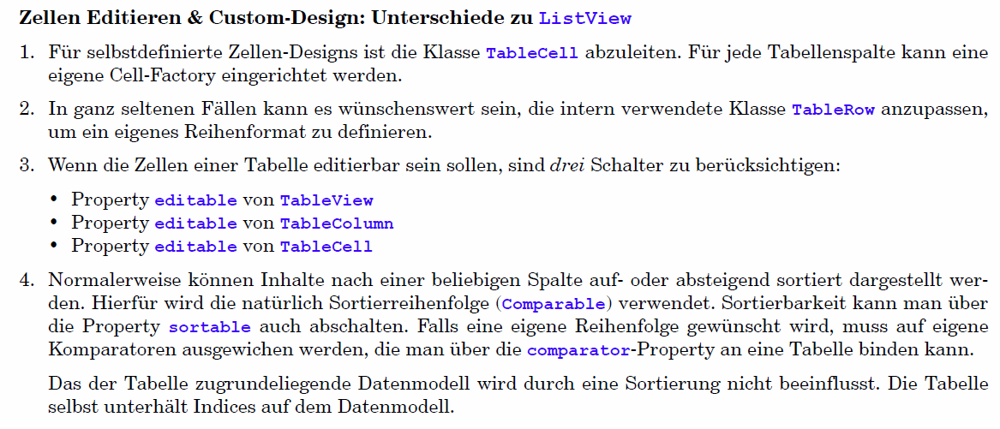 Zellen Editieren & Custom-Design: Unterschiede zu ListView
1. Für selbstdefinierte Zellen-Designs ist die Klasse TableCell abzuleiten. Für jede Tabellenspalte kann eine
eigene Cell-Factory eingerichtet werden.
2. In ganz seltenen Fällen kann es wünschenswert sein, die intern verwendete Klasse TableRow anzupassen,
um ein eigenes Reihenformat zu definieren.
3. Wenn die Zellen einer Tabelle editierbar sein sollen, sind drei Schalter zu berücksichtigen:
• Property editable von TableView
• Property editable von TableColumn
• Property editable von TableCell
4. Normalerweise können Inhalte nach einer beliebigen Spalte auf- oder absteigend sortiert dargestellt wer-
den. Hierfür wird die natürlich Sortierreihenfolge (Comparable) verwendet. Sortierbarkeit kann man über
die Property sortable auch abschalten. Falls eine eigene Reihenfolge gewünscht wird, muss auf eigene
Komparatoren ausgewichen werden, die man über die comparator-Property an eine Tabelle binden kann.
Das der Tabelle zugrundeliegende Datenmodell wird durch eine Sortierung nicht beeinflusst. Die Tabelle
selbst unterhält Indices auf dem Datenmodell.